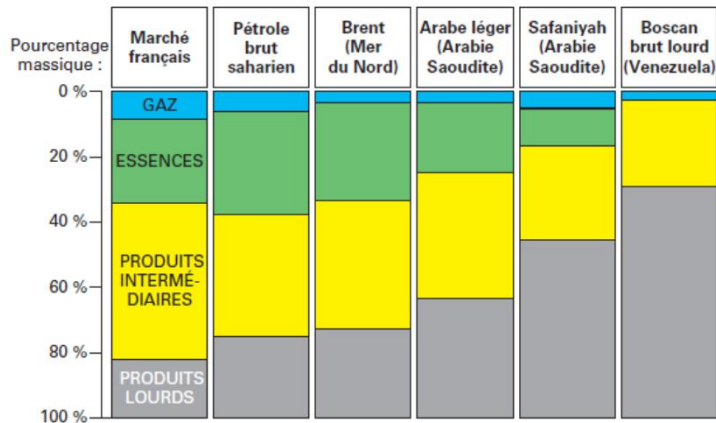 Pourcentage
massique :
Marché
français
Pétrole
brut
saharien
Brent
(Mer
du Nord)
Arabe léger
(Arabie
Saoudite)
Safaniyah
(Arabie
Saoudite)
Boscan
brut lourd
(Venezuela)
0 %
20 %
40 %
60 %
80 %
100 %
GAZ
ESSENCES
PRODUITS
INTERMÉ-
DIAIRES
PRODUITS
LOURDS